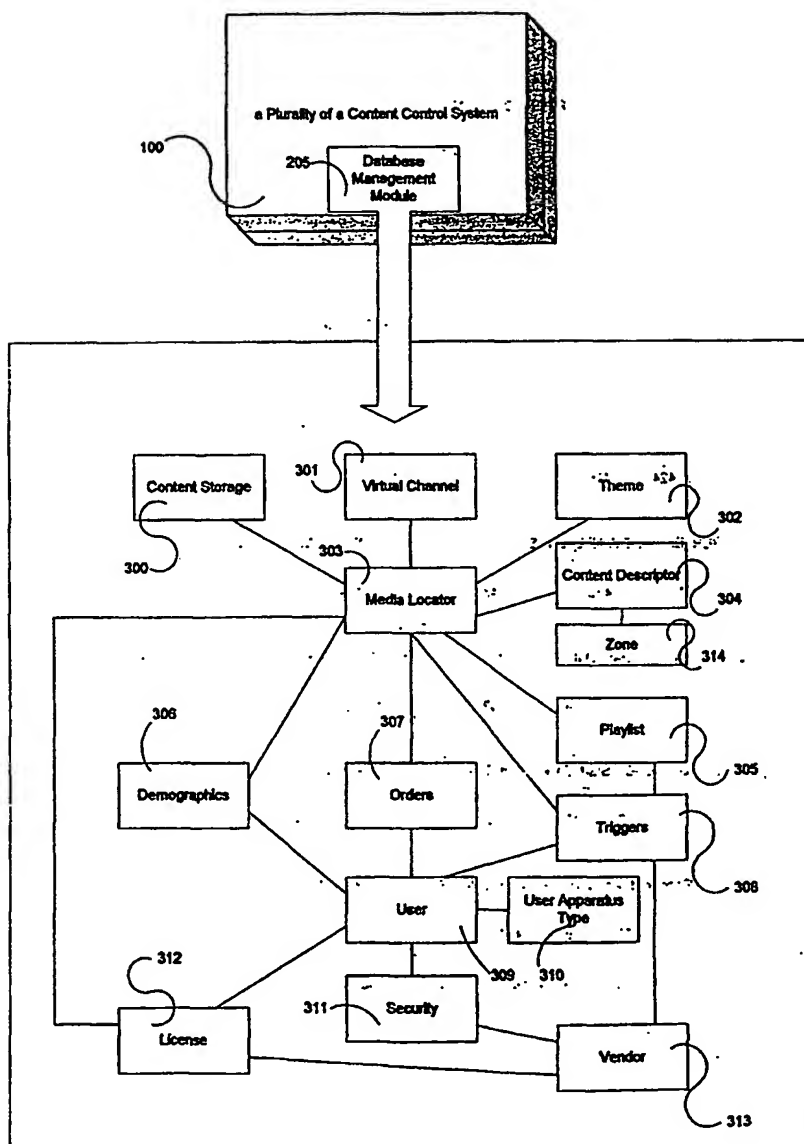 a Plurality of a Content Control System
100
205
Database
Management
Module
Content Storage
300
301
Virtual Channel
Theme
302
303
Media Locator
Content Descriptor
304
Zone
314
306
Demographics
307
Orders
Playlist
305
Triggers
308
User
309
User Apparatus
Type
310
312
License
311
Security
Vendor
313